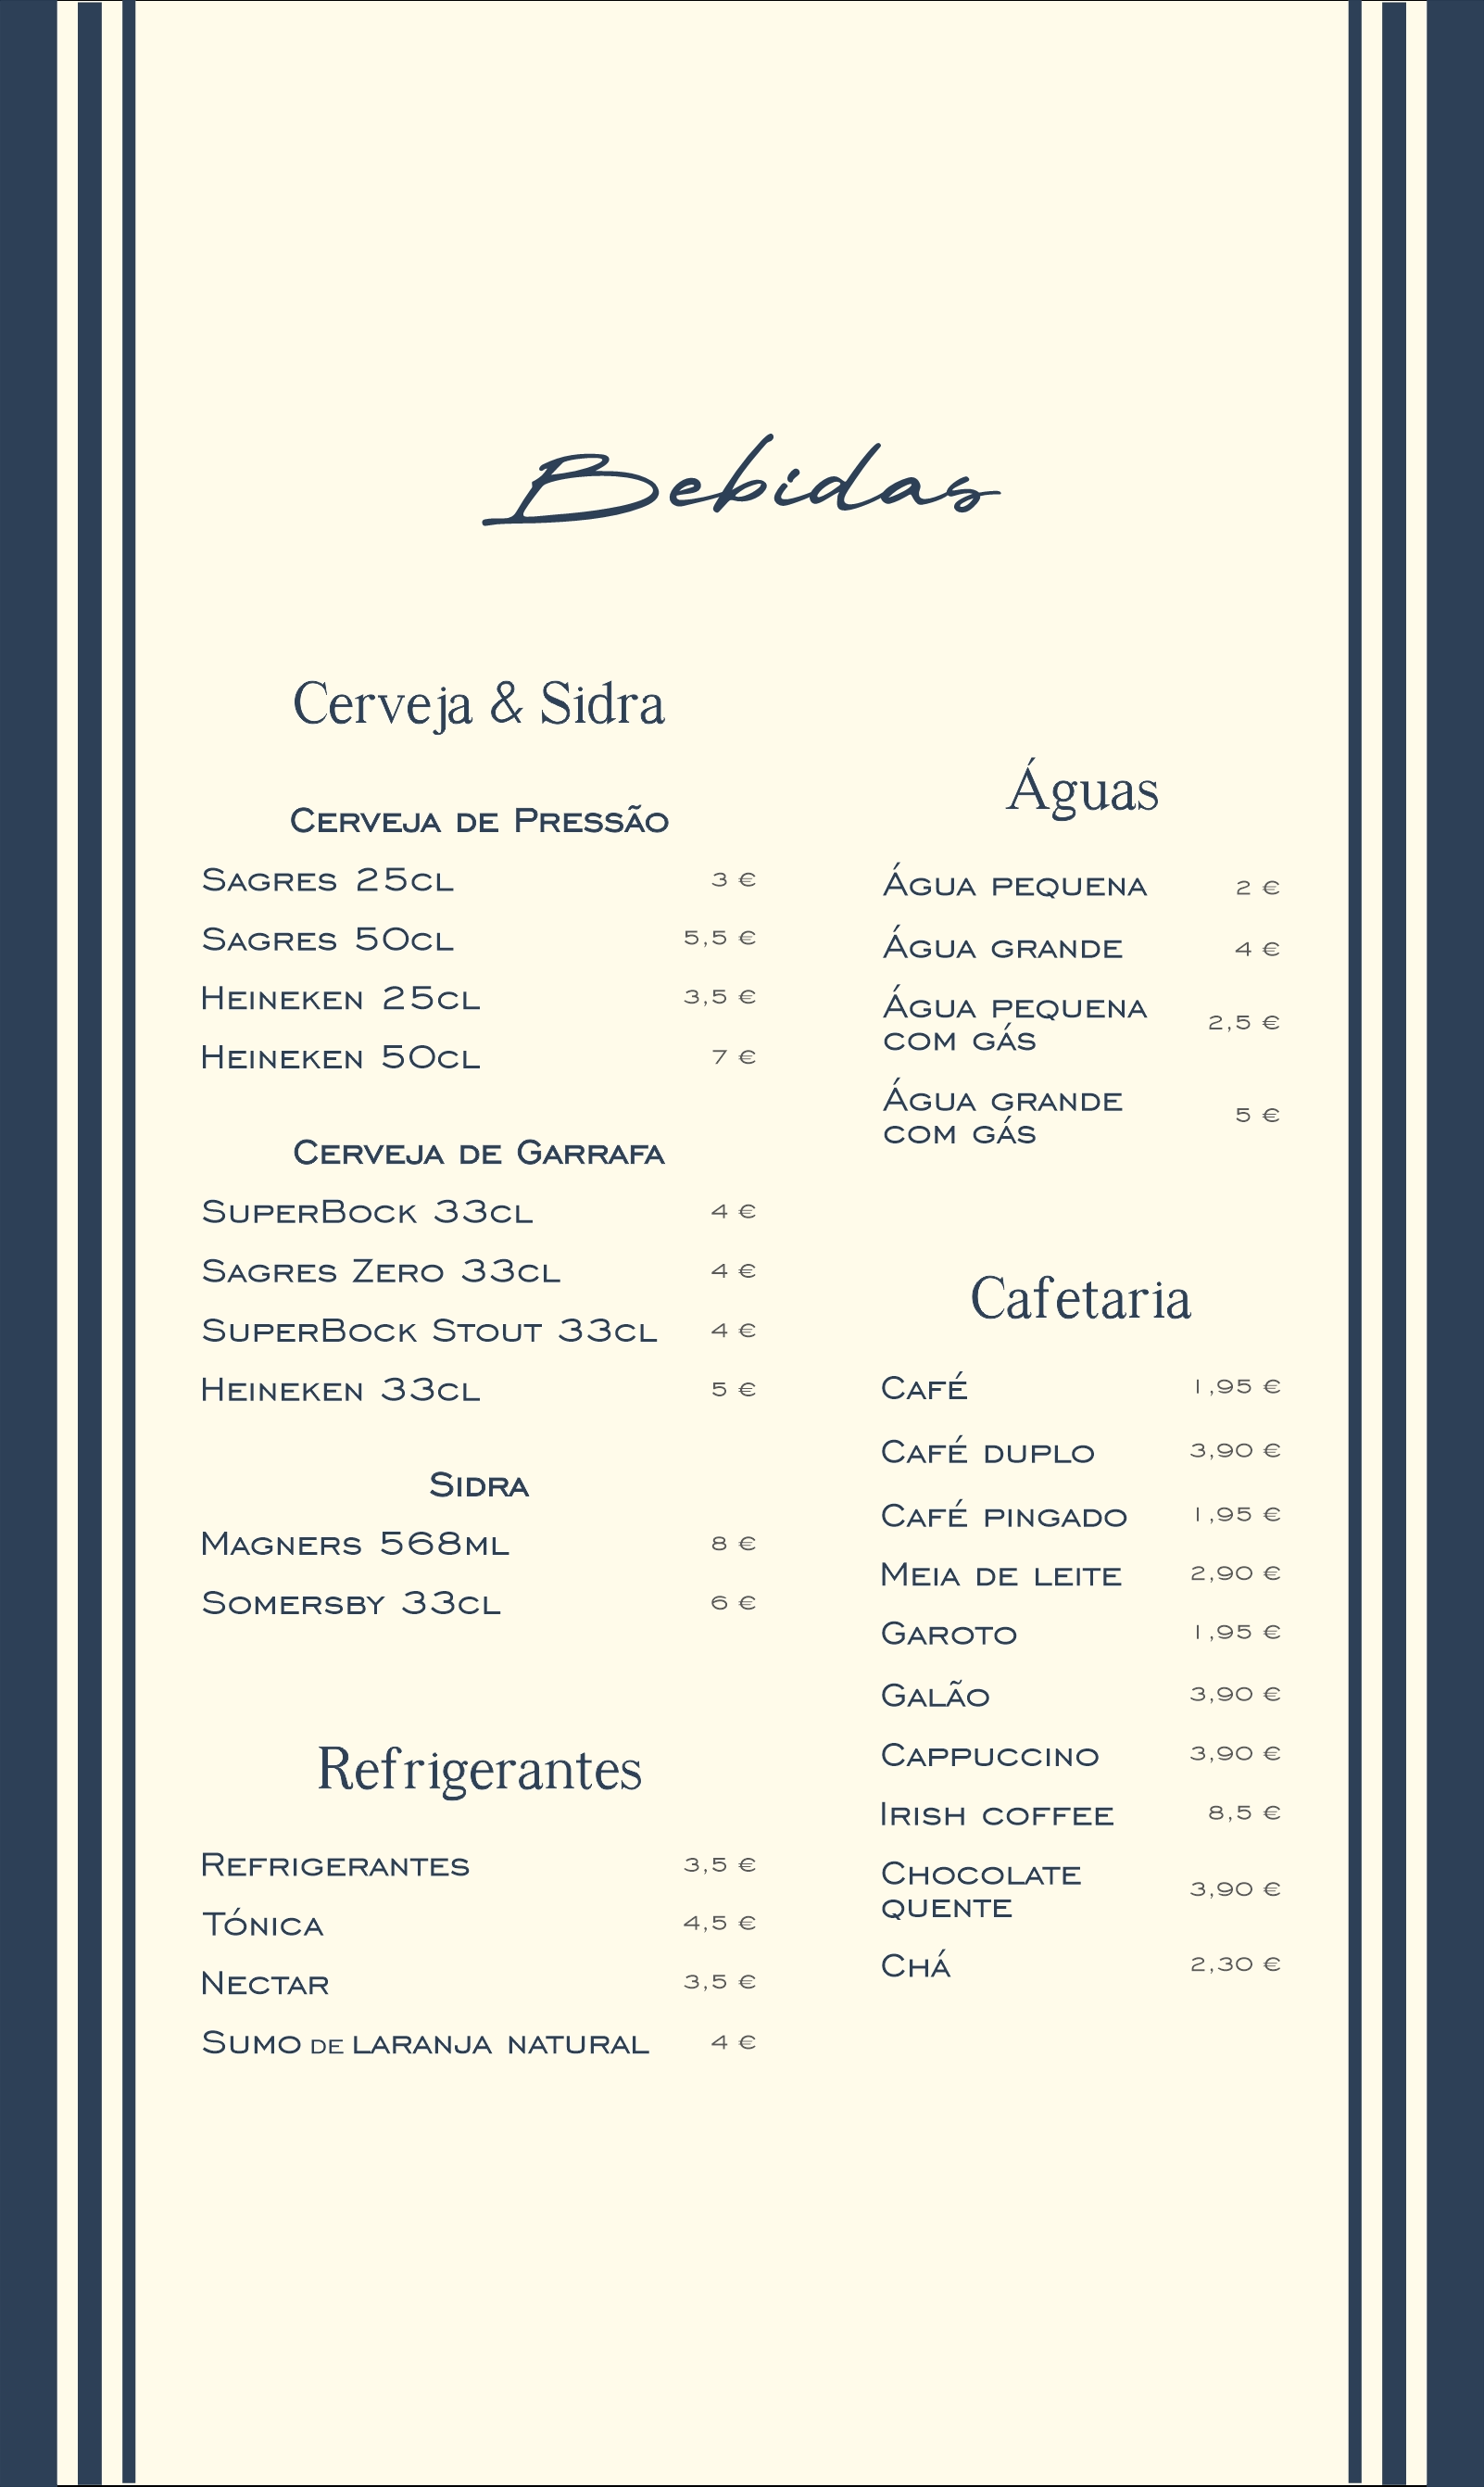 Bebidas
Cerveja & Sidra
Cerveja de Pressão
Sagres 25cl 3 €
Sagres 50cl 5,5 €
Heineken 25cl 3,5 €
Heineken 50cl 7 €
Cerveja de Garrafa
SuperBock 33cl 4 €
Sagres Zero 33cl 4 €
SuperBock Stout 33cl 4 €
Heineken 33cl 5 €
Sidra
Magners 568ml 8 €
Somersby 33cl 6 €
Refrigerantes
Refrigerantes 3,5 €
Tónica 4,5 €
Nectar 3,5 €
Sumo de laranja natural 4 €
Águas
Água pequena 2 €
Água grande 4 €
Água pequena
com gás 2,5 €
Água grande
com gás 5 €
Cafetaria
Café 1,95 €
Café duplo 3,90 €
Café pingado 1,95 €
Meia de leite 2,90 €
Garoto 1,95 €
Galão 3,90 €
Cappuccino 3,90 €
Irish coffee 8,5 €
Chocolate
quente 3,90 €
Chá 2,30 €